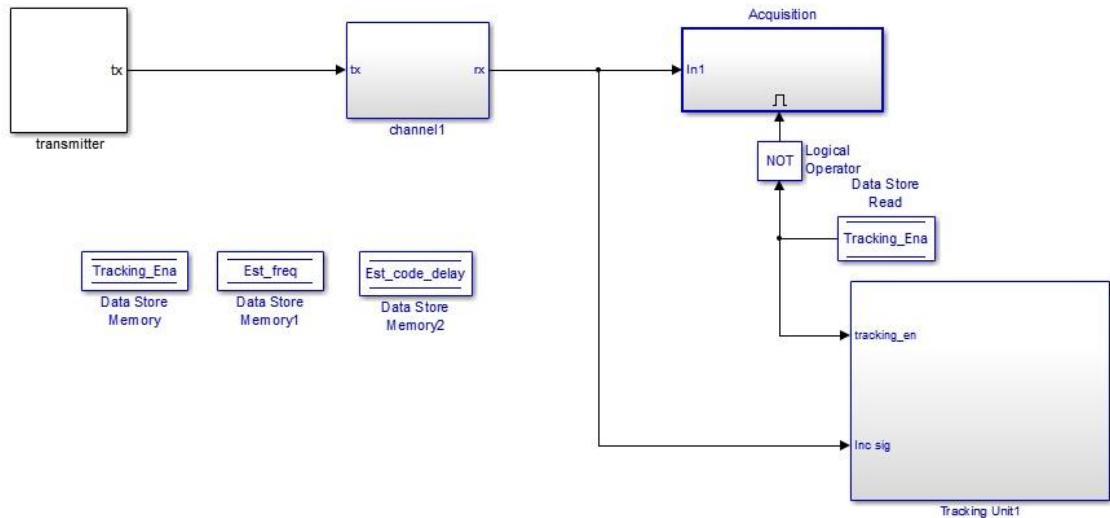 tx
transmitter
tx
rx
channel1
Acquisition
In1
NOT
Logical
Operator
Data Store
Read
Tracking_Ena
Tracking_Ena
Data Store
Memory
Est_freq
Data Store
Memory1
Est_code_delay
Data Store
Memory2
tracking_en
Inc sig
Tracking Unit1